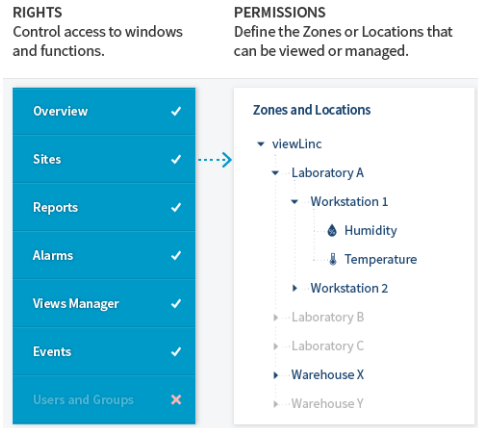 RIGHTS
Control access to windows
and functions.
PERMISSIONS
Define the Zones or Locations that
can be viewed or managed.
Overview
Sites
Reports
Alarms
Views Manager
Events
Users and Groups
Zones and Locations
viewLinc
Laboratory A
Workstation 1
Humidity
Temperature
Workstation 2
Laboratory B
Laboratory C
Warehouse X
Warehouse Y